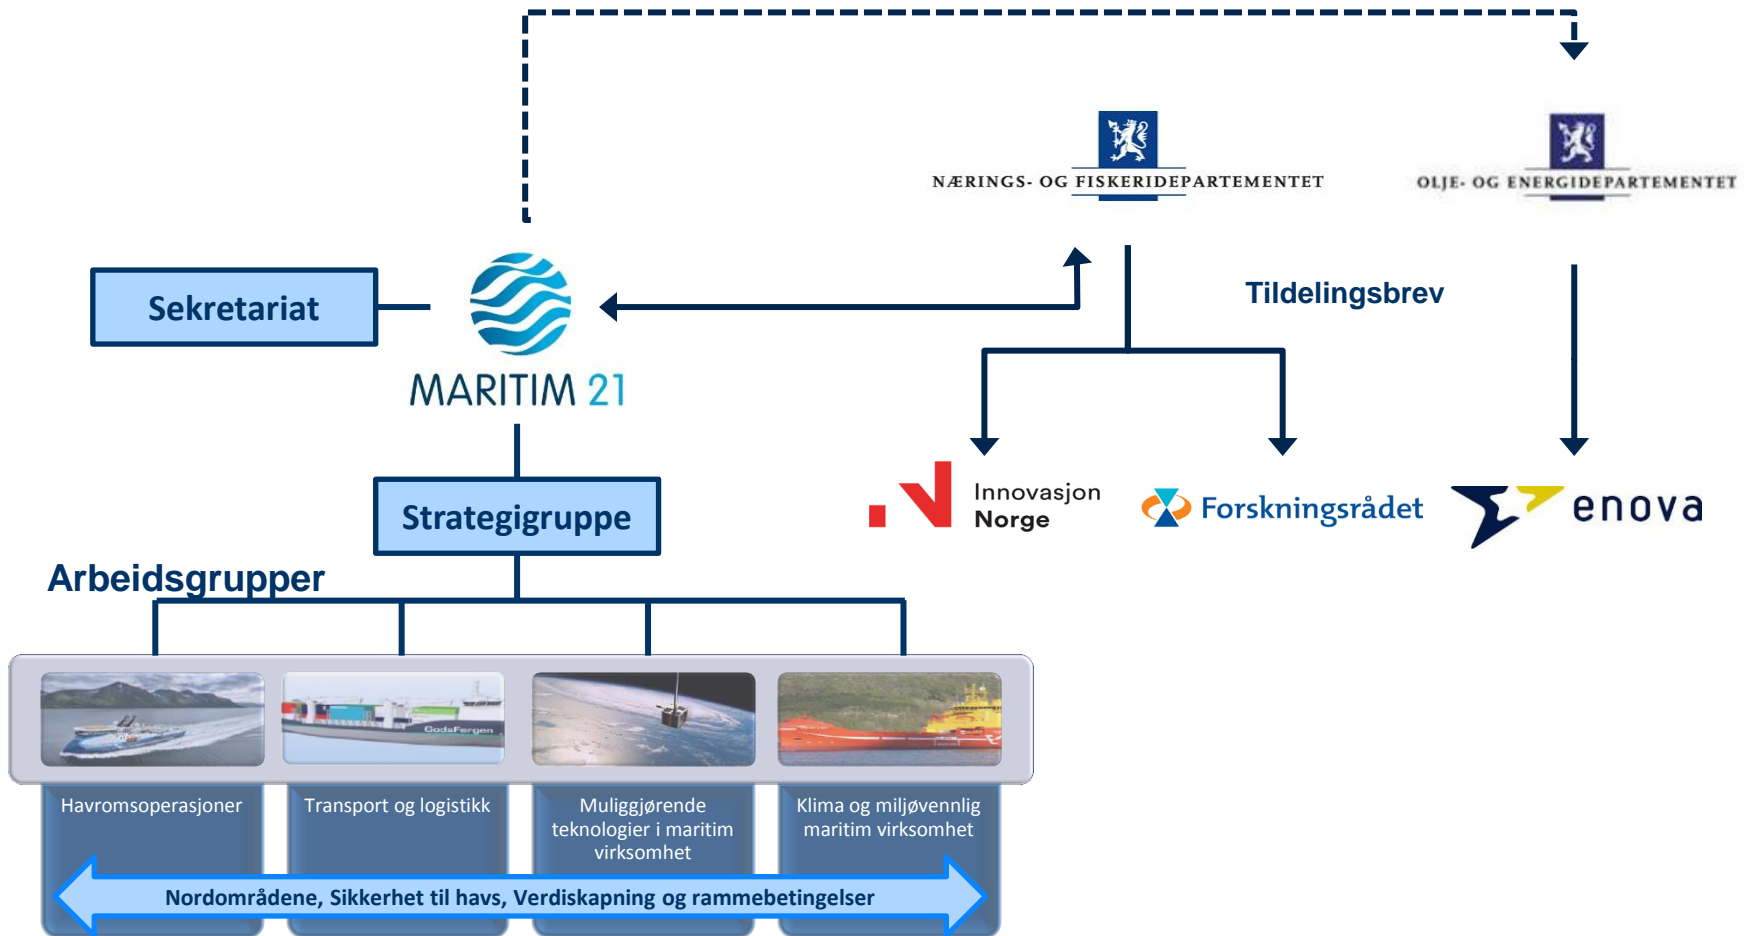 NÆRINGS- OG FISKERIDEPARTEMENTET
OLJE- OG ENERGIDEPARTEMENTET
Sekretariat
Tildelingsbrev
MARITIM 21
Strategigruppe
Innovasjon
Norge
Forskningsrådet
enova
Arbeidsgrupper
GodsFergen
Havromsoperasjoner
Transport og logistikk
Muliggjørende
teknologier i maritim
virksomhet
Klima og miljøvennlig
maritim virksomhet
Nordområdene, Sikkerhet til havs, Verdiskapning og rammebetingelser